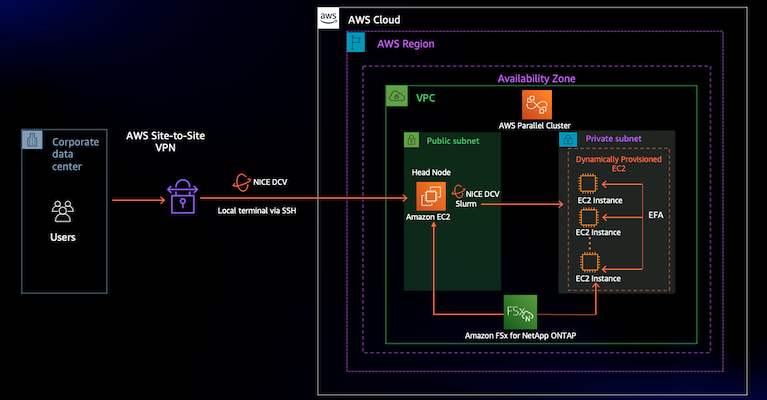 aws
AWS Cloud
AWS Region
Availability Zone
VPC
AWS Parallel Cluster
Corporate
data
center
Users
AWS Site-to-Site
VPN
NICE DCV
Local terminal via SSH
Public subnet
Head Node
Amazon EC2
NICE DCV
Slurm
Private subnet
Dynamically Provisioned
EC2
EC2 Instance
EC2 Instance
EC2 Instance
EFA
FSx
N
Amazon FSx for NetApp ONTAP